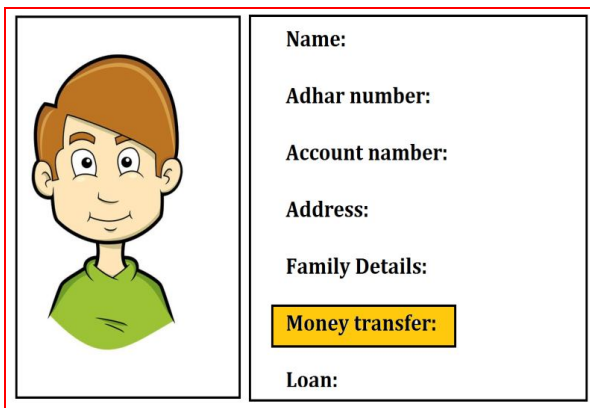 Name:
Adhar number:
Account namber:
Address:
Family Details:
Money transfer:
Loan: